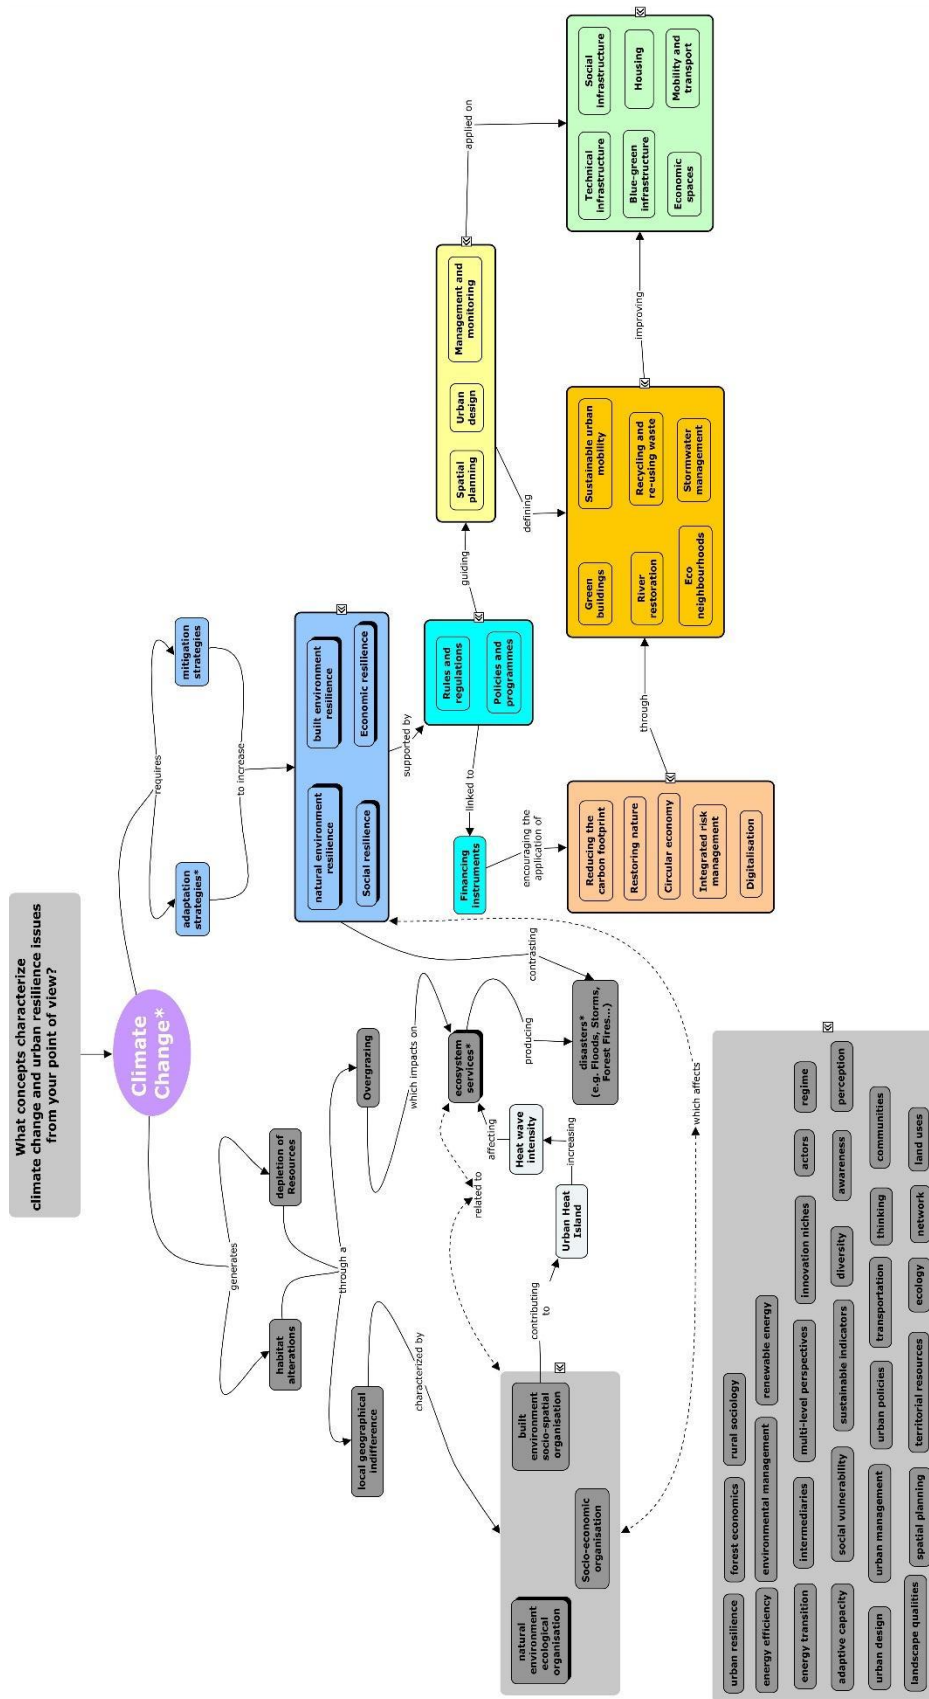 What concepts characterize
climate change and urban resilience issues
from your point of view?
Climate
Change*
generates
requires
habitat
alterations
depletion of
Resources
adaptation
strategies*
mitigation
strategies
through a
to increase
local geographical
indifference
Overgrazing
natural environment
resilience
built environment
resilience
Social resilience
Economic resilience
characterized by
which impacts on
contrasting
supported by
ecosystem
services*
related to
affecting
producing
Heat wave
intensity
increasing
Urban Heat
Island
contributing
to
disasters*
(e.g. Floods, Storms,
Forest Fires...)
natural
environment
ecological
organisation
built
environment
socio-spatial
organisation
Socio-economic
organisation
which affects
Rules and
regulations
Policies and
programmes
linked to
Financing
instruments
encouraging the
application of
guiding
Spatial
planning
Urban
design
Management and
monitoring
defining
applied on
Reducing the
carbon footprint
Restoring nature
Circular economy
Integrated risk
management
Digitalisation
through
Green
buildings
Sustainable urban
mobility
River
restoration
Recycling and
re-using waste
Eco
neighbourhoods
Stormwater
management
improving
Technical
infrastructure
Social
infrastructure
Blue-green
infrastructure
Housing
Economic
spaces
Mobility and
transport
urban resilience
forest economics
rural sociology
energy efficiency
environmental management
renewable energy
energy transition
intermediaries
multi-level perspectives
innovation niches
actors
regime
adaptive capacity
social vulnerability
sustainable indicators
diversity
awareness
perception
urban design
urban management
urban policies
transportation
thinking
communities
landscape qualities
spatial planning
territorial resources
ecology
network
land uses